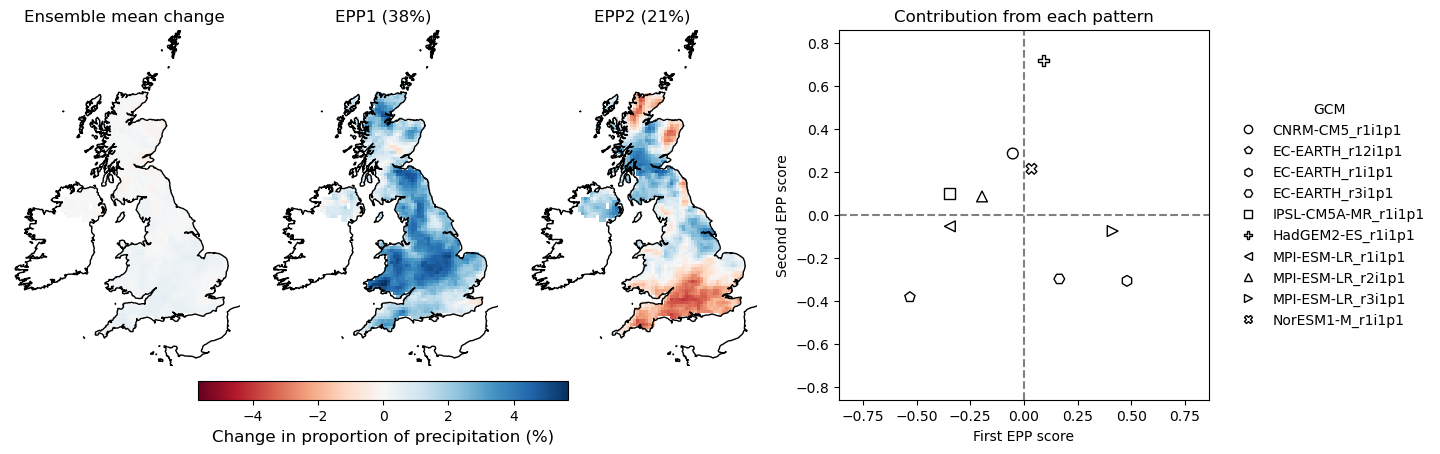 Ensemble mean change
EPP1 (38%)
EPP2 (21%)
−4
−2
0
2
4
Change in proportion of precipitation (%)
Contribution from each pattern
Second EPP score
0.8
0.6
0.4
0.2
0.0
−0.2
−0.4
−0.6
−0.8
−0.75
−0.50
−0.25
0.00
0.25
0.50
0.75
First EPP score
GCM
CNRM-CM5_r1i1p1
EC-EARTH_r12i1p1
EC-EARTH_r1i1p1
EC-EARTH_r3i1p1
IPSL-CM5A-MR_r1i1p1
HadGEM2-ES_r1i1p1
MPI-ESM-LR_r1i1p1
MPI-ESM-LR_r2i1p1
MPI-ESM-LR_r3i1p1
NorESM1-M_r1i1p1